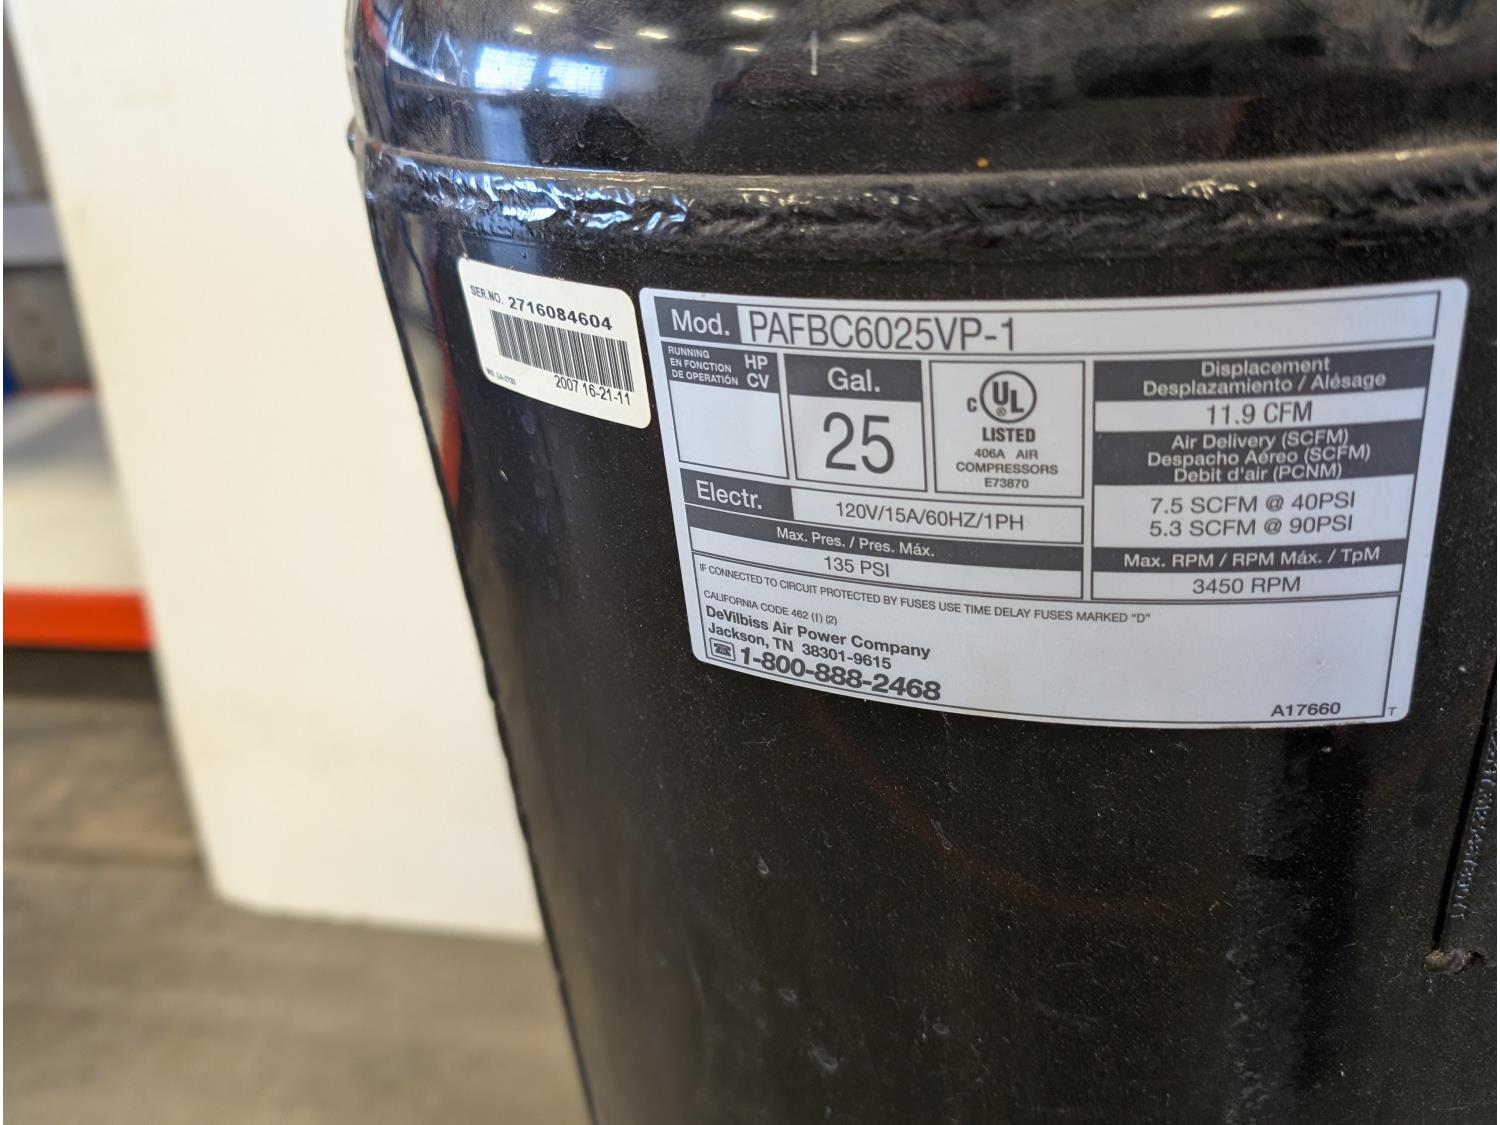 SER.NO. 2716084604
2007 16-21-11
Mod. PAFBC6025VP-1
RUNNING
EN FONCTION
DE OPERATIÓN
HP
CV
Gal.
25
C UL ®
LISTED
406A AIR
COMPRESSORS
E73870
Displacement
Desplazamiento / Alésage
11.9 CFM
Air Delivery (SCFM)
Despacho Aéreo (SCFM)
Debit d'air (PCNM)
7.5 SCFM @ 40PSI
5.3 SCFM @ 90PSI
Electr. 120V/15A/60HZ/1PH
Max. Pres. / Pres. Máx.
135 PSI
Max. RPM / RPM Máx. / TpM
3450 RPM
IF CONNECTED TO CIRCUIT PROTECTED BY FUSES USE TIME DELAY FUSES MARKED "D"
CALIFORNIA CODE 462 (1) (2)
DeVilbiss Air Power Company
Jackson, TN 38301-9615
1-800-888-2468
A17660
T